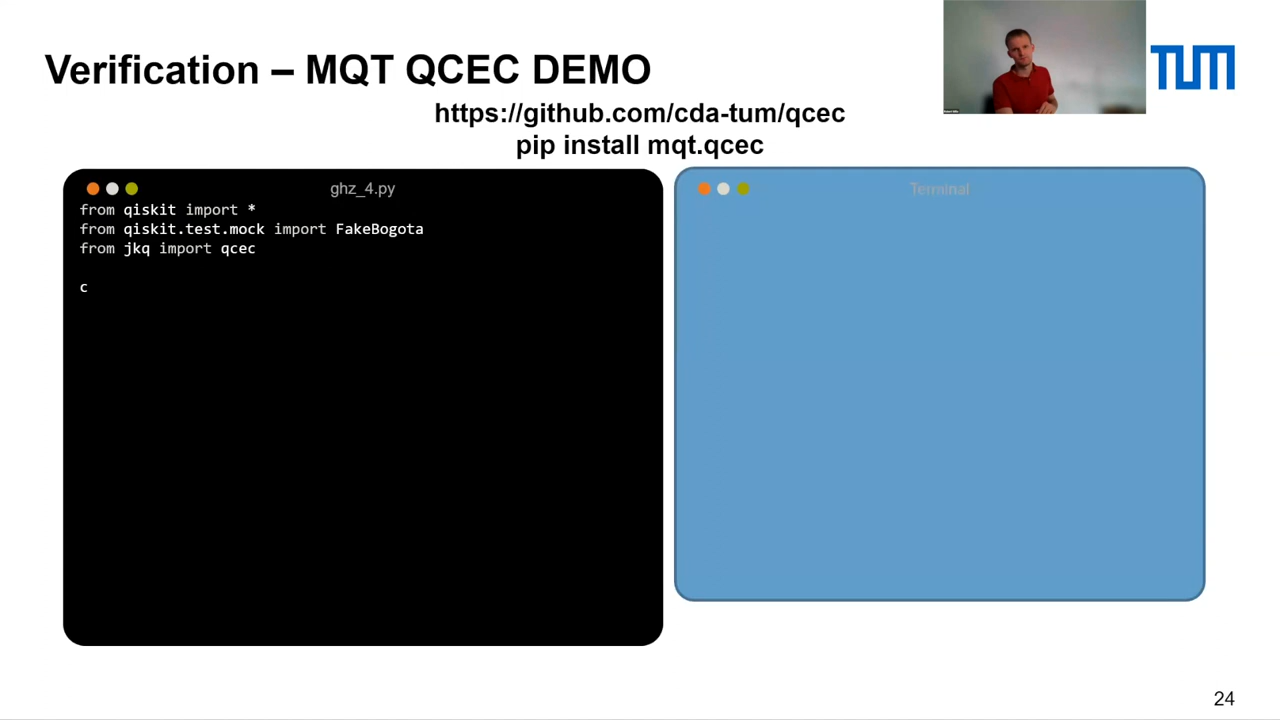 Verification – MQT QCEC DEMO
TUM
https://github.com/cda-tum/qcec
pip install mqt.qcec
ghz_4.py
from qiskit import *
from qiskit.test.mock import FakeBogota
from jkq import qcec
c
Terminal
24